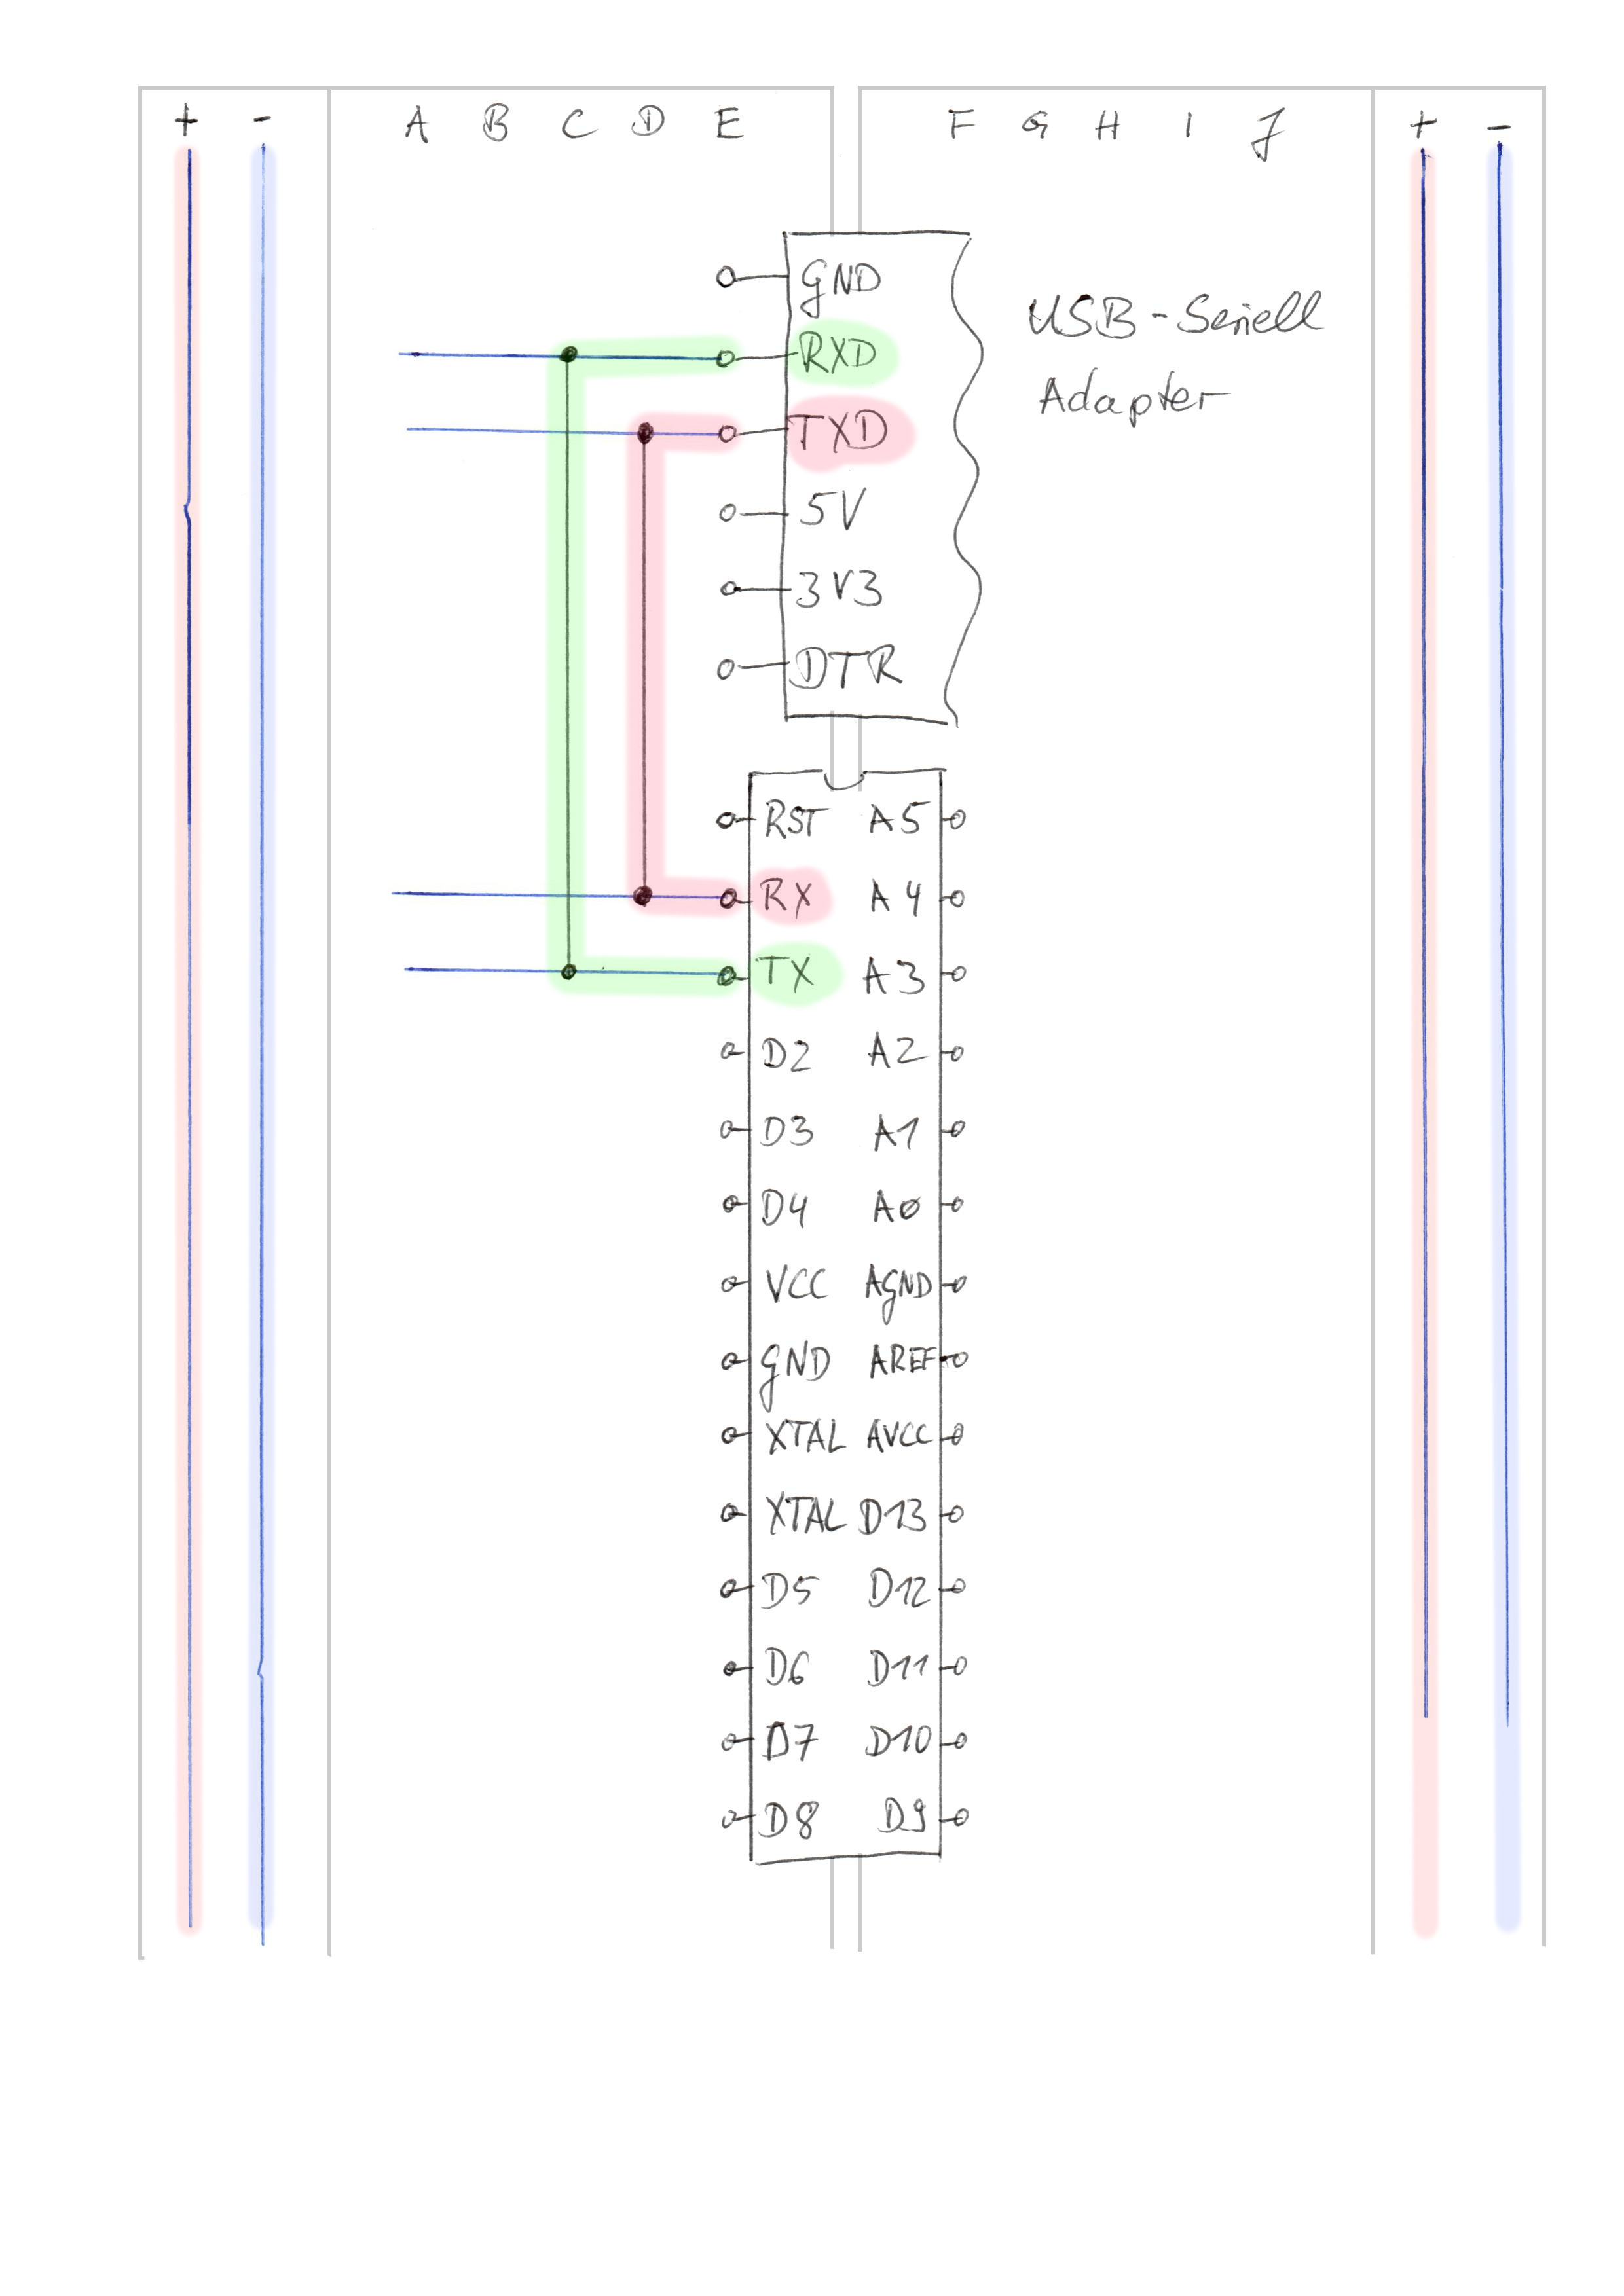 + - A B C D E F G H I J + -
GND
RXD
TXD
5V
3V3
DTR
USB-Seriell
Adapter
RST A5
RX A4
TX A3
D2 A2
D3 A1
D4 A0
VCC AGND
GND AREF
XTAL AVCC
XTAL D13
D5 D12
D6 D11
D7 D10
D8 D9